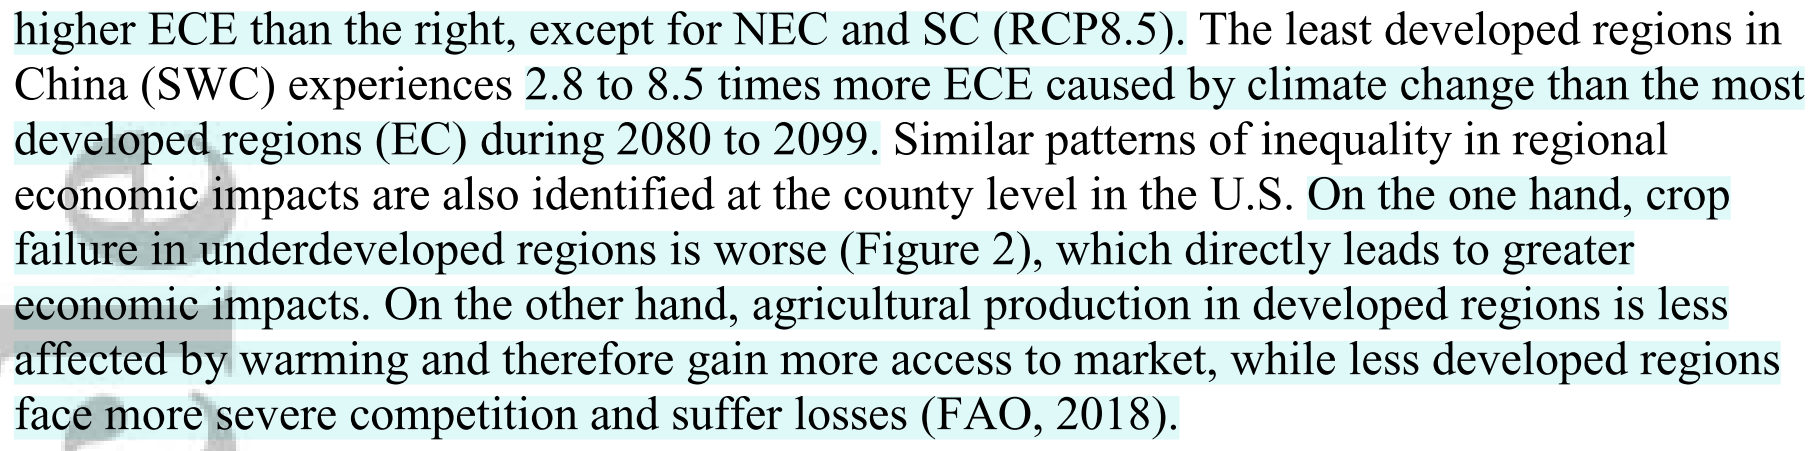 higher ECE than the right, except for NEC and SC (RCP8.5). The least developed regions in
China (SWC) experiences 2.8 to 8.5 times more ECE caused by climate change than the most
developed regions (EC) during 2080 to 2099. Similar patterns of inequality in regional
economic impacts are also identified at the county level in the U.S. On the one hand, crop
failure in underdeveloped regions is worse (Figure 2), which directly leads to greater
economic impacts. On the other hand, agricultural production in developed regions is less
affected by warming and therefore gain more access to market, while less developed regions
face more severe competition and suffer losses (FAO, 2018).